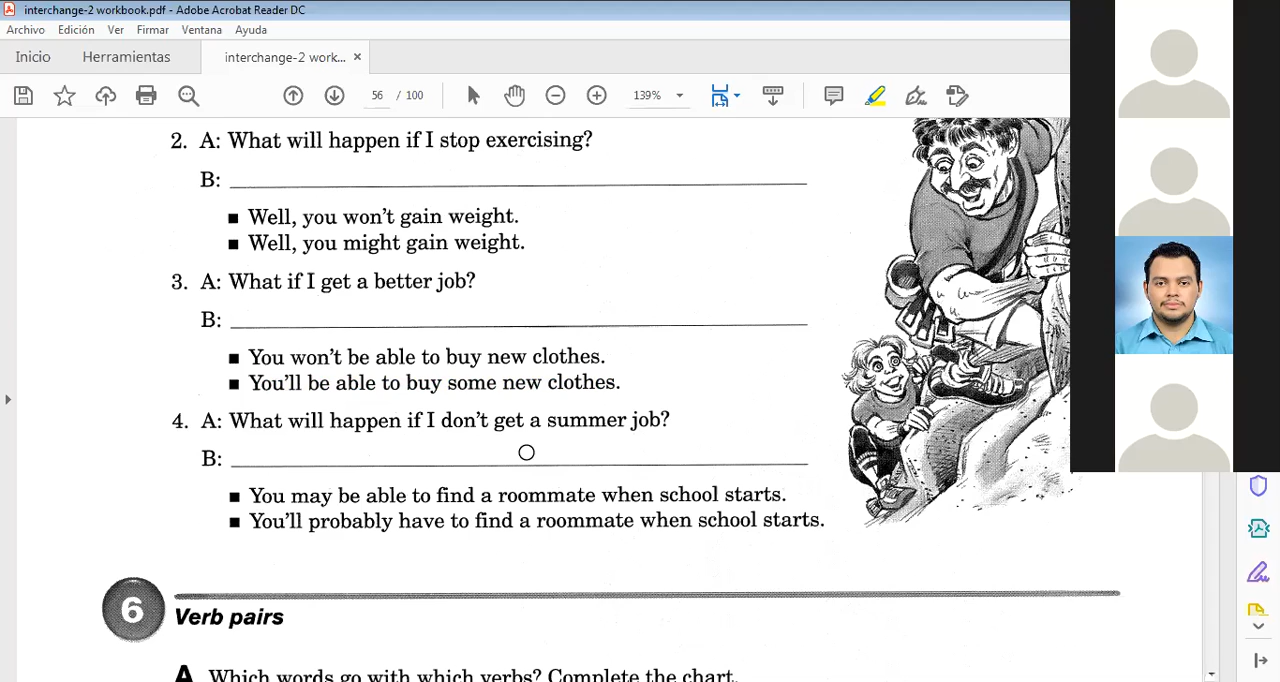 interchange-2 workbook.pdf - Adobe Acrobat Reader DC
Archivo Edición Ver Firmar Ventana Ayuda
Inicio Herramientas interchange-2 work... ×
56 / 100 139%
2. A: What will happen if I stop exercising?
B:
■ Well, you won't gain weight.
■ Well, you might gain weight.
3. A: What if I get a better job?
B:
■ You won't be able to buy new clothes.
■ You'll be able to buy some new clothes.
4. A: What will happen if I don't get a summer job?
B:
■ You may be able to find a roommate when school starts.
■ You'll probably have to find a roommate when school starts.
6 Verb pairs
A Which words go with which verbs? Complete the chart.